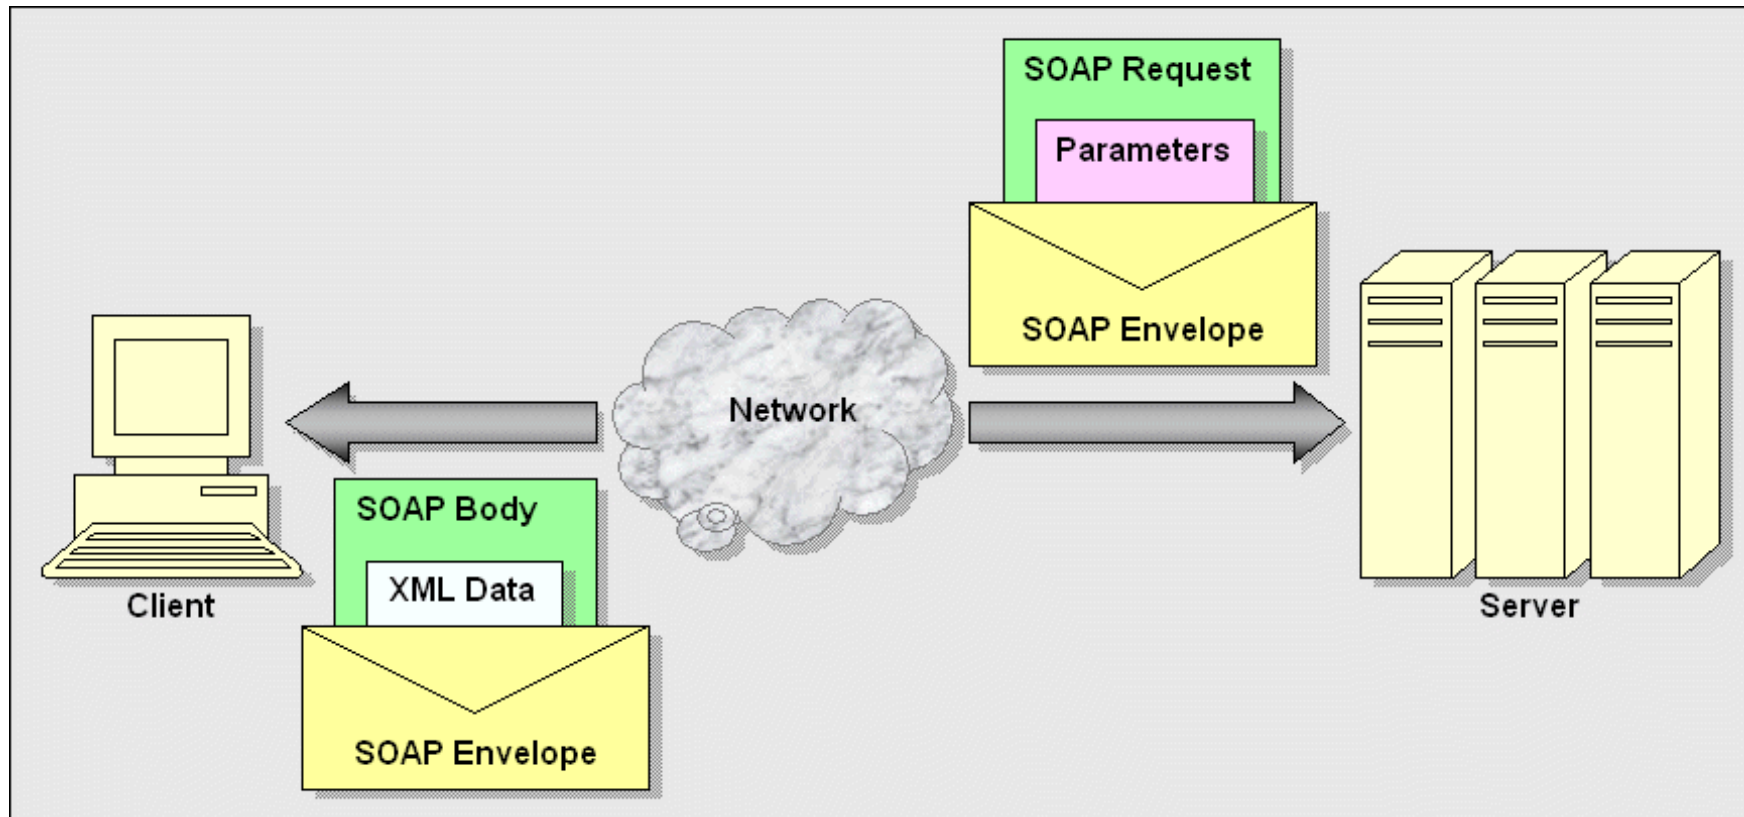 SOAP Request
Parameters
SOAP Envelope
Network
SOAP Body
XML Data
Client
Server
SOAP Envelope